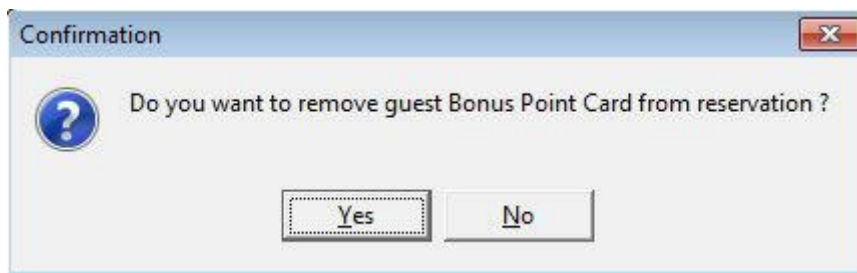 Confirmation
Do you want to remove guest Bonus Point Card from reservation ?
Yes No